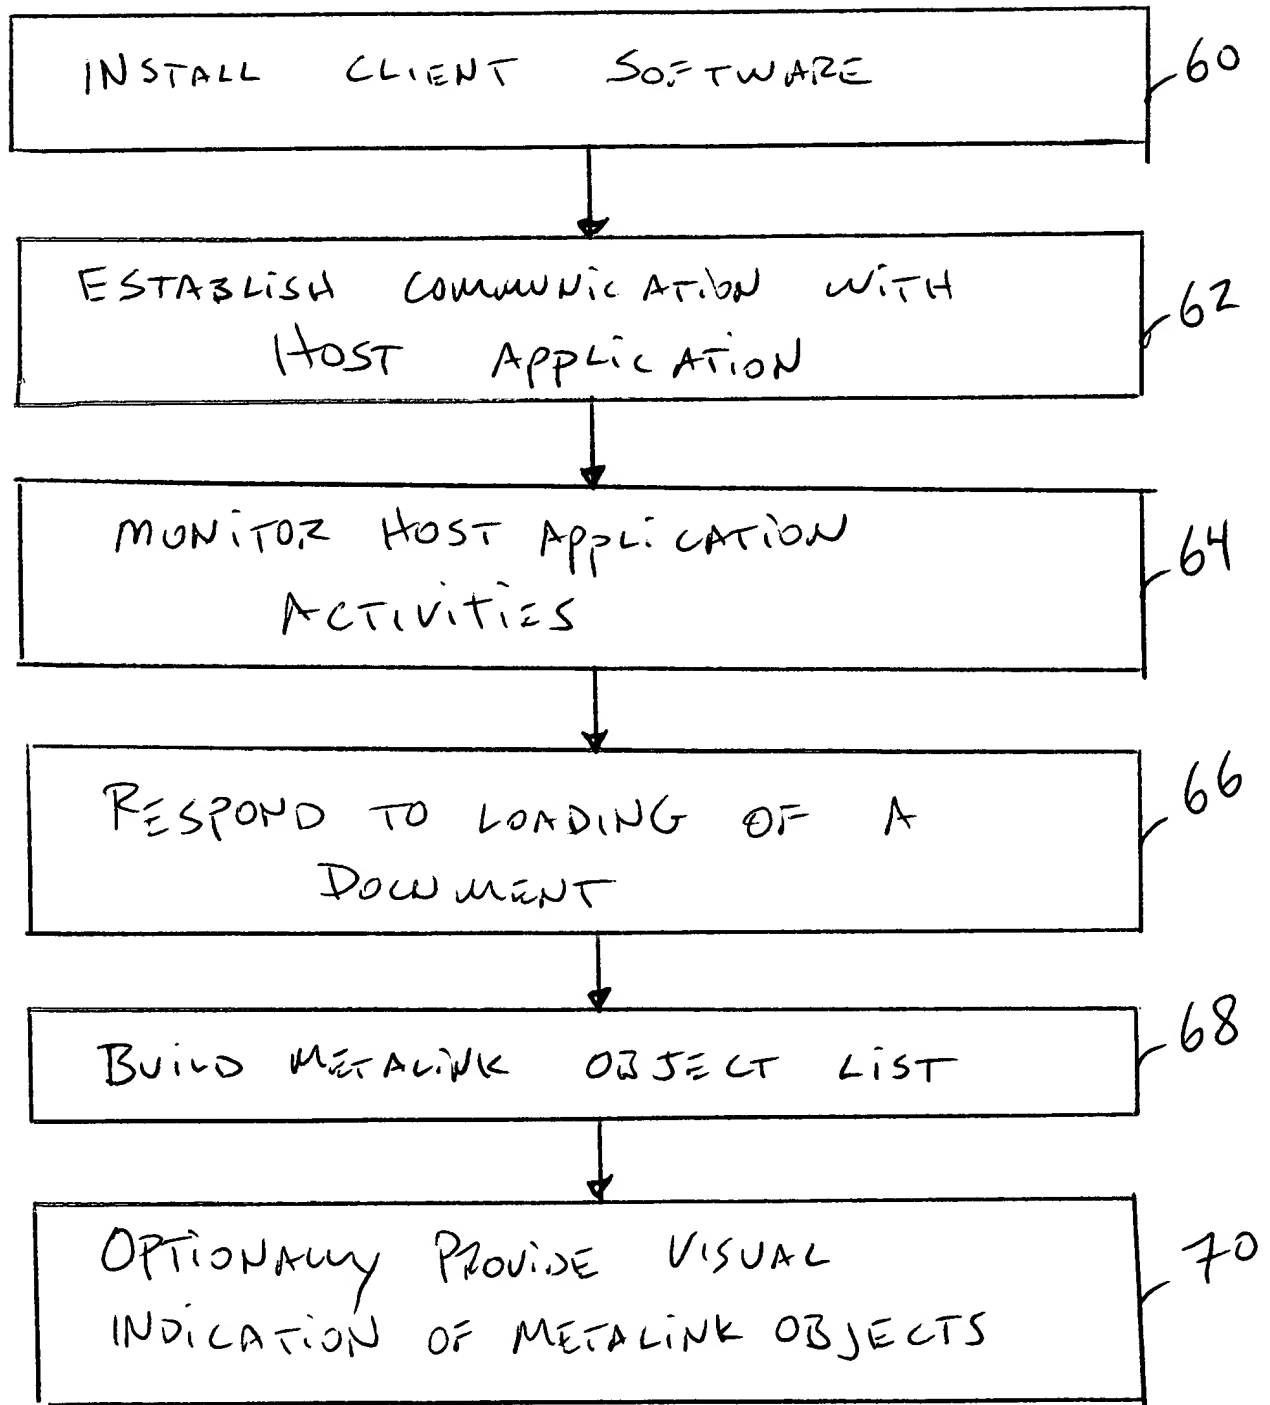 INSTALL CLIENT SOFTWARE
60
ESTABLISH COMMUNICATION WITH
HOST APPLICATION
62
MONITOR HOST APPLICATION
ACTIVITIES
64
RESPOND TO LOADING OF A
DOCUMENT
66
BUILD METALINK OBJECT LIST
68
OPTIONALLY PROVIDE VISUAL
INDICATION OF METALINK OBJECTS
70